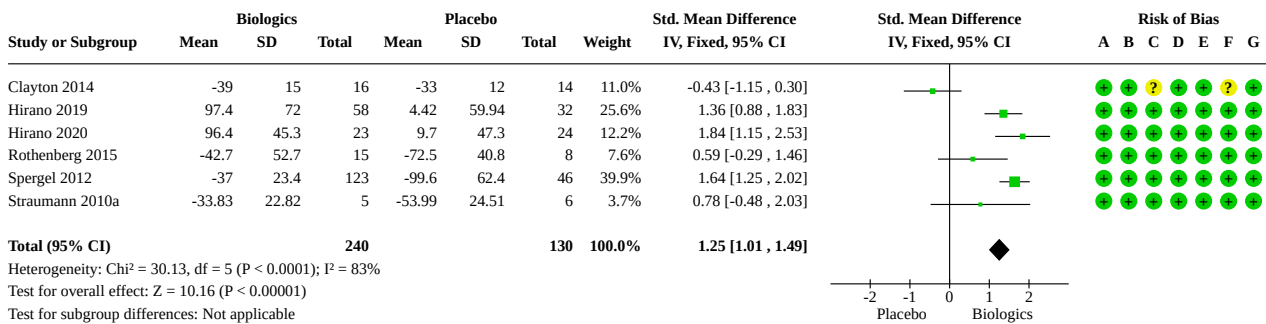 Biologics Placebo Std. Mean Difference Std. Mean Difference Risk of Bias
Study or Subgroup Mean SD Total Mean SD Total Weight IV, Fixed, 95% CI IV, Fixed, 95% CI A B C D E F G
Clayton 2014 -39 15 16 -33 12 14 11.0% -0.43 [-1.15 , 0.30] + + ? + + ? +
Hirano 2019 97.4 72 58 4.42 59.94 32 25.6% 1.36 [0.88 , 1.83] + + + + + + +
Hirano 2020 96.4 45.3 23 9.7 47.3 24 12.2% 1.84 [1.15 , 2.53] + + + + + + +
Rothenberg 2015 -42.7 52.7 15 -72.5 40.8 8 7.6% 0.59 [-0.29 , 1.46] + + + + + + +
Spergel 2012 -37 23.4 123 -99.6 62.4 46 39.9% 1.64 [1.25 , 2.02] + + + + + + +
Straumann 2010a -33.83 22.82 5 -53.99 24.51 6 3.7% 0.78 [-0.48 , 2.03] + + + + + + +
Total (95% CI) 240 130 100.0% 1.25 [1.01 , 1.49]
Heterogeneity: Chi² = 30.13, df = 5 (P < 0.0001); I² = 83%
Test for overall effect: Z = 10.16 (P < 0.00001) -2 -1 0 1 2
Test for subgroup differences: Not applicable Placebo Biologics